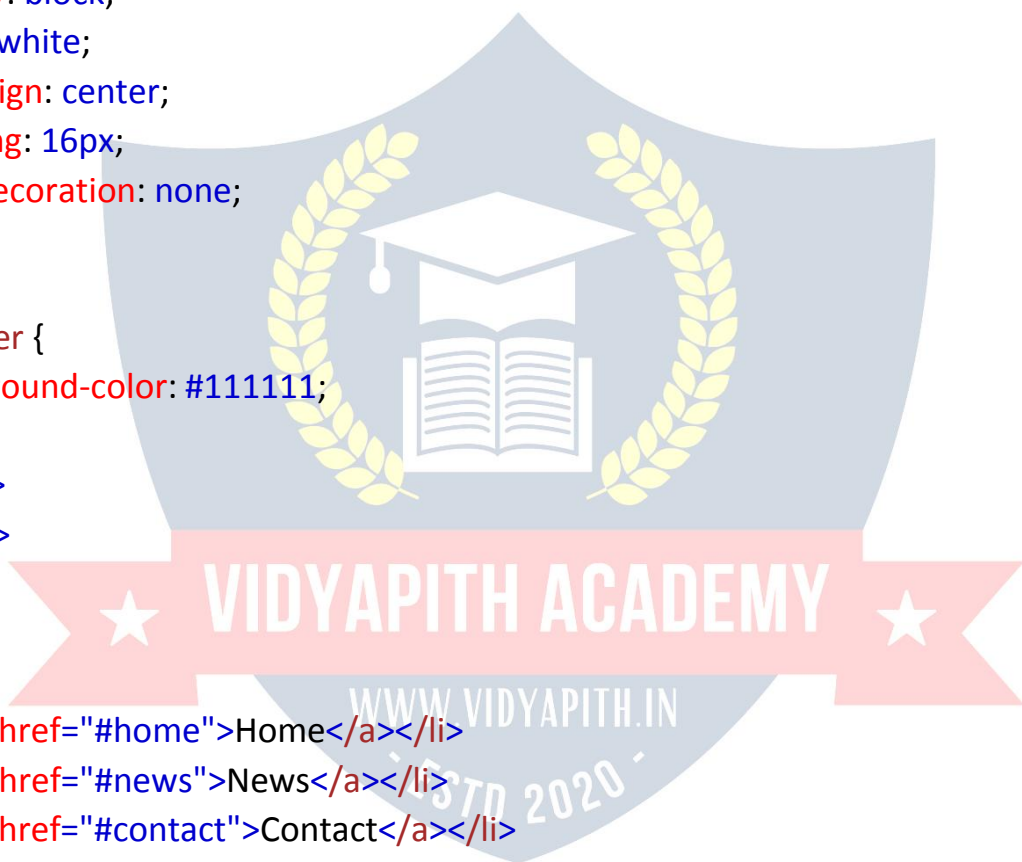 : block;
white;
ign: center;
g: 16px;
ecoration: none;
er {
ound-color: #111111;
>
>
VIDYAPITH ACADEMY
WWW.VIDYAPITH.IN
href="#home">Home</a></li>
href="#news">News</a></li>
- ESTD 2020 -
href="#contact">Contact</a></li>